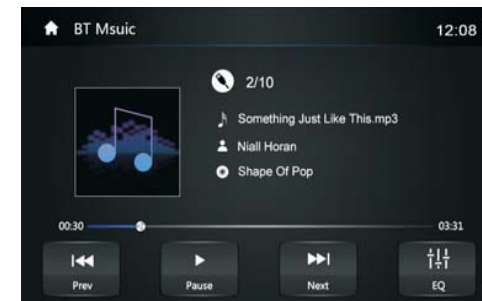 BT Msuic 12:08
2/10
Something Just Like This.mp3
Niall Horan
Shape Of Pop
00:30 03:31
Prev Pause Next EQ